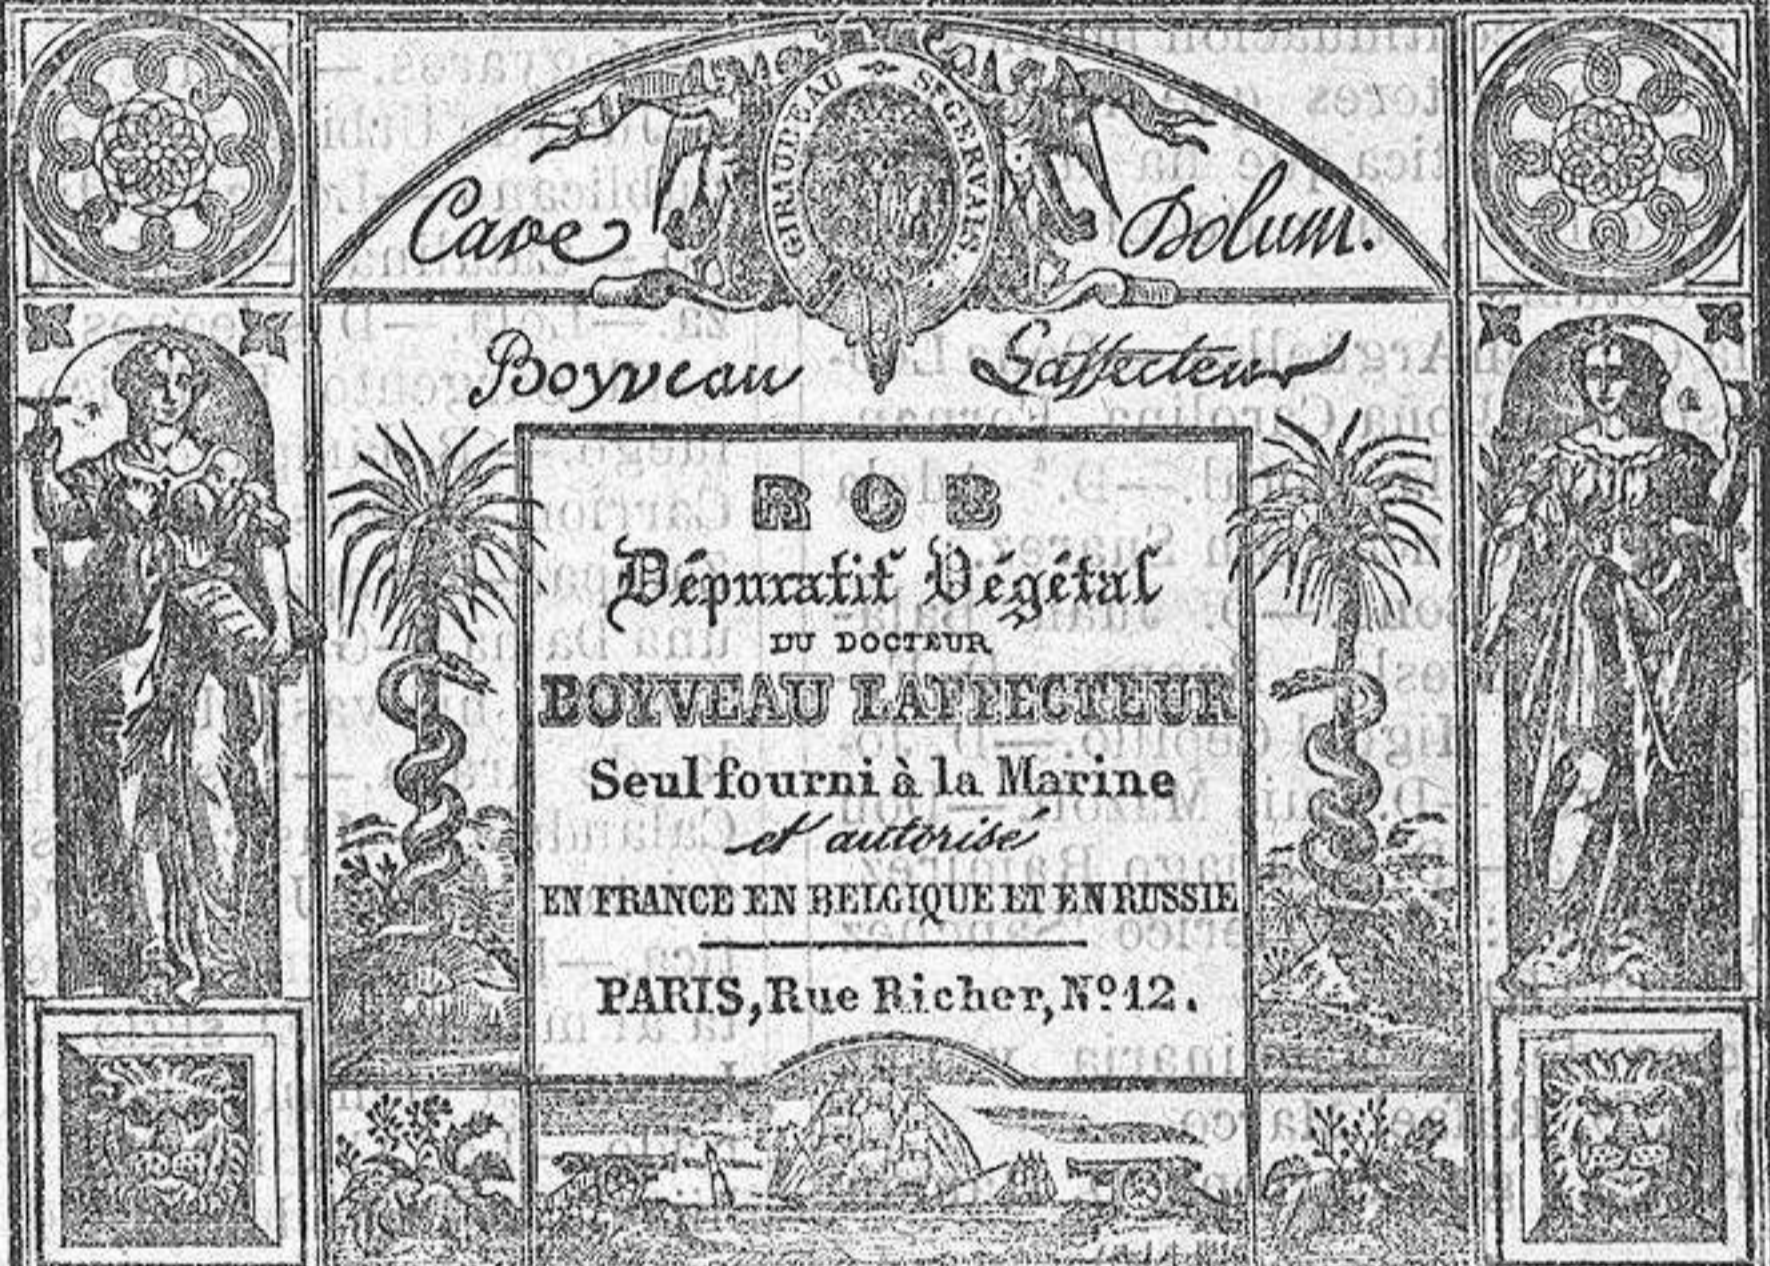 GIRAUDEAU ST GERVAIS.
Cave Dolum.
Boyveau Laffecteur
ROB
Dépuratif Végétal
DU DOCTEUR
BOYVEAU LAFFECTEUR
Seul fourni à la Marine
et autorisé
EN FRANCE EN BELGIQUE ET EN RUSSIE
PARIS, Rue Richer, Nº 12.